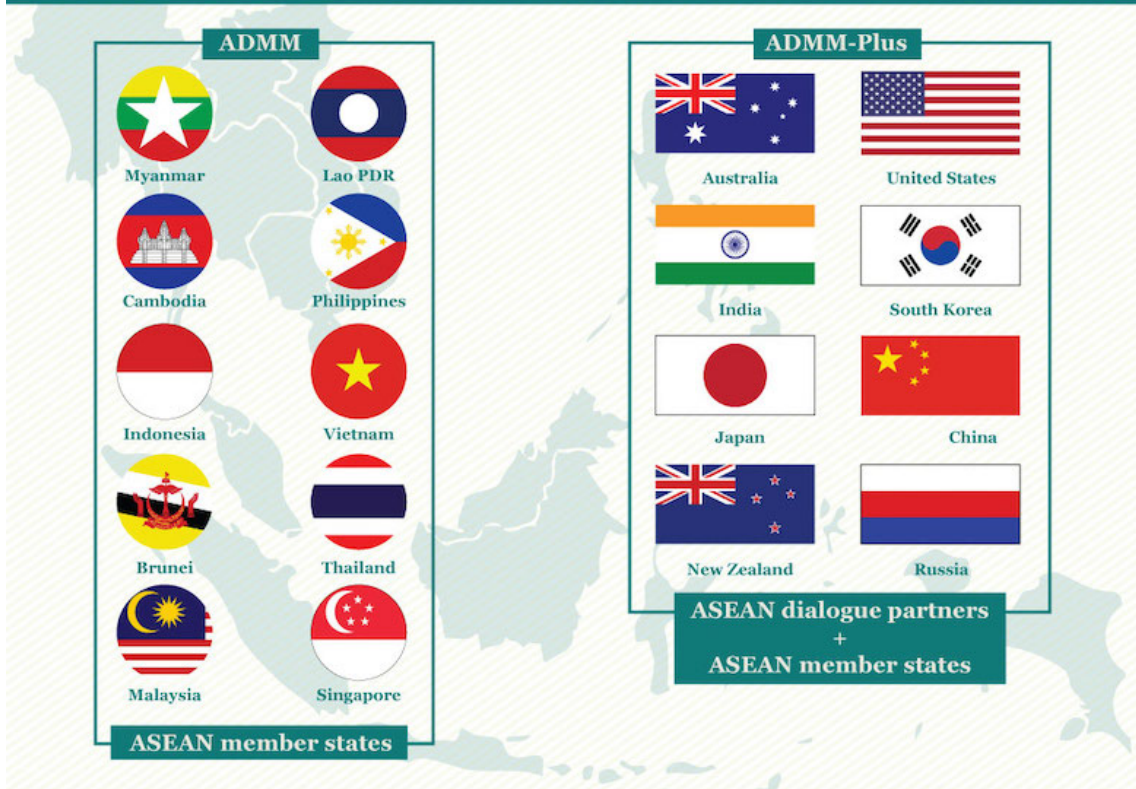 ADMM
Myanmar
Lao PDR
Cambodia
Philippines
Indonesia
Vietnam
Brunei
Thailand
Malaysia
Singapore
ASEAN member states
ADMM-Plus
Australia
United States
India
South Korea
Japan
China
New Zealand
Russia
ASEAN dialogue partners
+
ASEAN member states